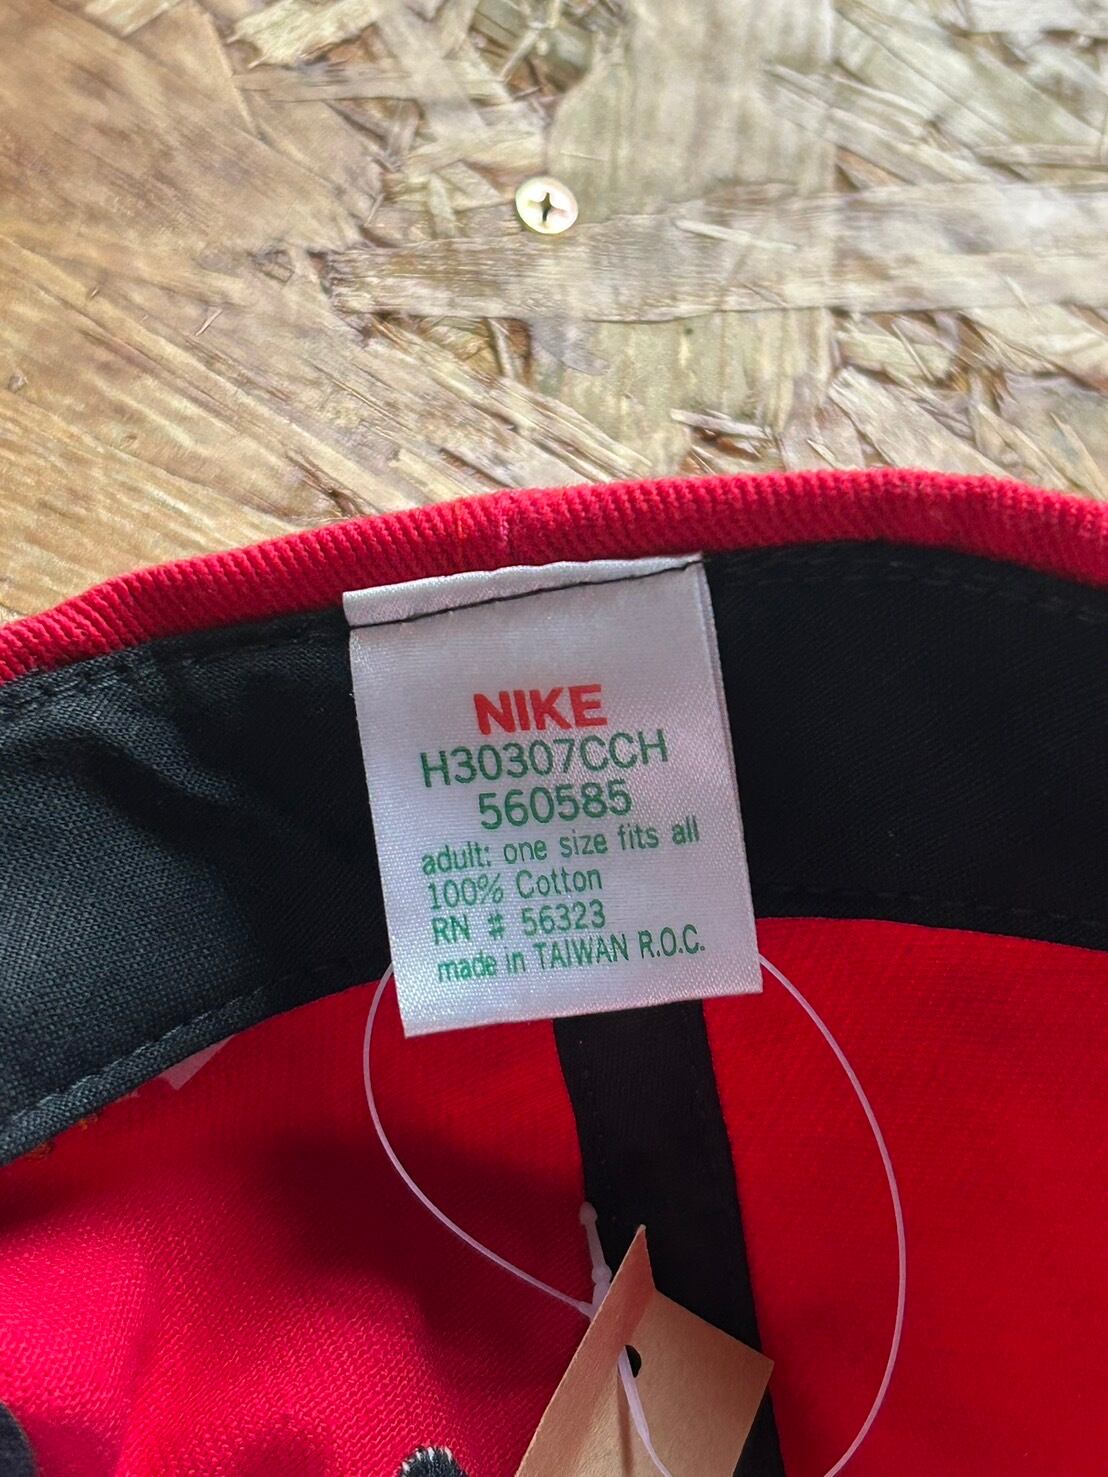 NIKE
H30307CCH
560585
adult: one size fits all
100% Cotton
RN # 56323
made in TAIWAN R.O.C.